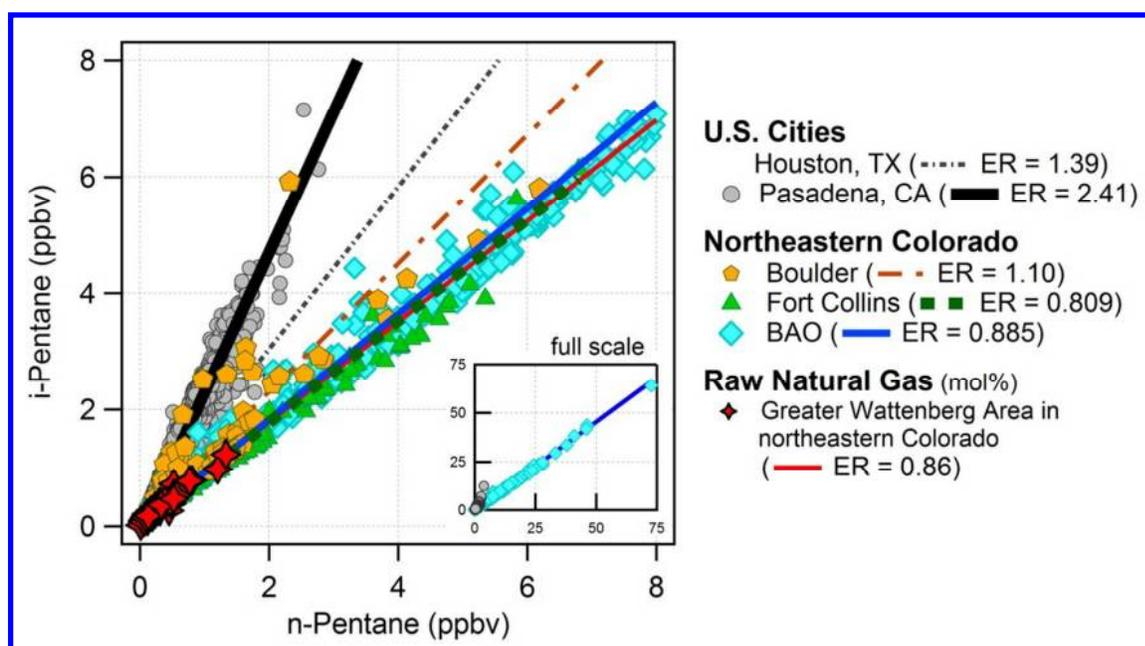 8
6
4
2
0
i-Pentane (ppbv)
0 2 4 6 8
n-Pentane (ppbv)
full scale
75
50
25
0
0 25 50 75
U.S. Cities
Houston, TX ( ER = 1.39)
Pasadena, CA ( ER = 2.41)
Northeastern Colorado
Boulder ( ER = 1.10)
Fort Collins ( ER = 0.809)
BAO ( ER = 0.885)
Raw Natural Gas (mol%)
Greater Wattenberg Area in
northeastern Colorado
( ER = 0.86)